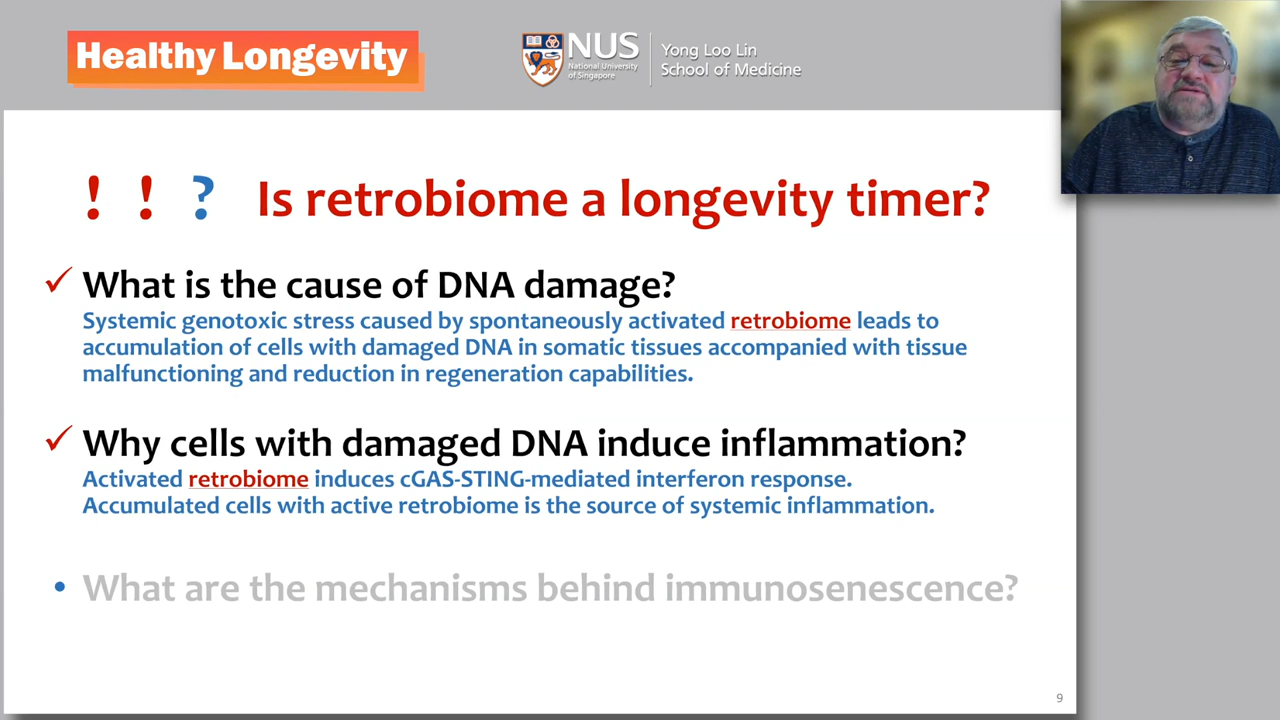 Healthy Longevity
NUS
National University
of Singapore
Yong Loo Lin
School of Medicine
! ! ? Is retrobiome a longevity timer?
✓ What is the cause of DNA damage?
Systemic genotoxic stress caused by spontaneously activated retrobiome leads to
accumulation of cells with damaged DNA in somatic tissues accompanied with tissue
malfunctioning and reduction in regeneration capabilities.
✓ Why cells with damaged DNA induce inflammation?
Activated retrobiome induces cGAS-STING-mediated interferon response.
Accumulated cells with active retrobiome is the source of systemic inflammation.
• What are the mechanisms behind immunosenescence?
9